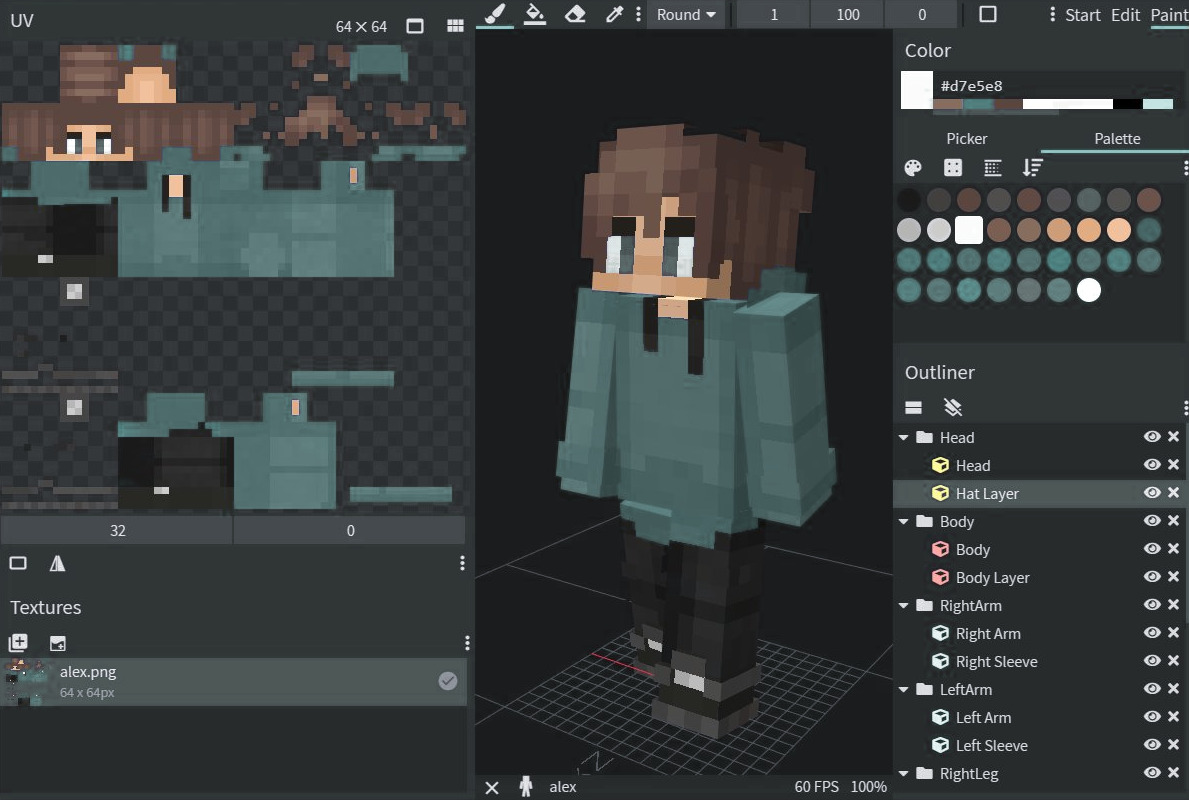 UV
64 × 64
Round
1
100
0
Start
Edit
Paint
Color
#d7e5e8
Picker
Palette
32
0
Textures
alex.png
64 x 64px
Outliner
Head
Head
Hat Layer
Body
Body
Body Layer
RightArm
Right Arm
Right Sleeve
LeftArm
Left Arm
Left Sleeve
RightLeg
alex
60 FPS
100%